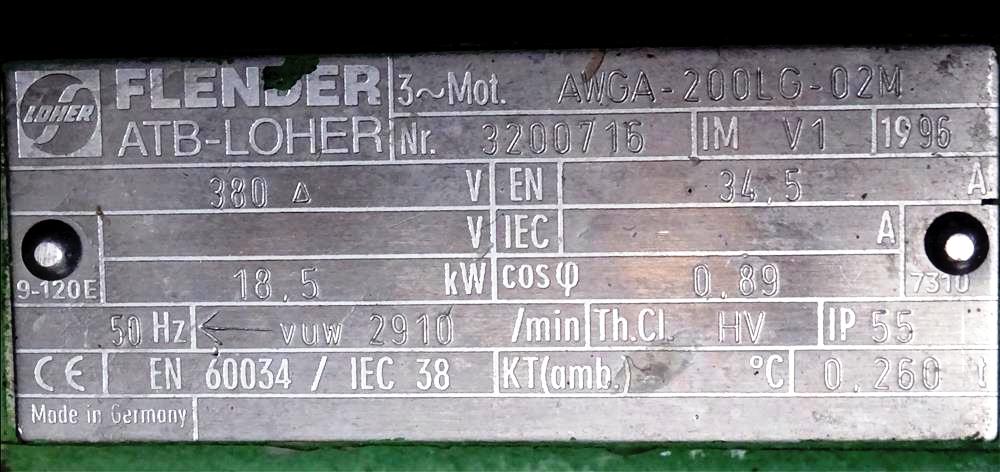 LOHER FLENDER 3~Mot. AWGA-200LG-02M
ATB-LOHER Nr. 3200716 IM V1 1996
380 △ V EN 34,5 A
V IEC A
9-120E 18,5 kW cosφ 0,89 7310
50 Hz ← vuw 2910 /min Th.Cl. HV IP 55
CE EN 60034 / IEC 38 KT(amb.) °C 0,260 t
Made in Germany